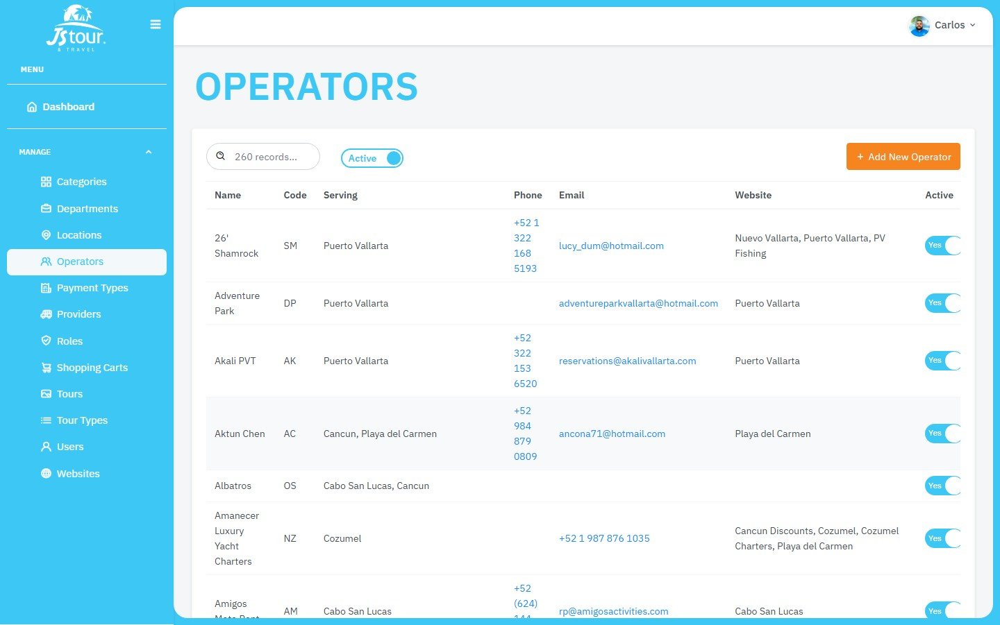 JStour.
& TRAVEL
Carlos
MENU
Dashboard
MANAGE
Categories
Departments
Locations
Operators
Payment Types
Providers
Roles
Shopping Carts
Tours
Tour Types
Users
Websites
OPERATORS
260 records...
Active
+ Add New Operator
Name Code Serving Phone Email Website Active
26'
Shamrock
SM
Puerto Vallarta
+52 1
322
168
5193
lucy_dum@hotmail.com
Nuevo Vallarta, Puerto Vallarta, PV
Fishing
Yes
Adventure
Park
DP
Puerto Vallarta
adventureparkvallarta@hotmail.com
Puerto Vallarta
Yes
Akali PVT
AK
Puerto Vallarta
+52
322
153
6520
reservations@akalivallarta.com
Puerto Vallarta
Yes
Aktun Chen
AC
Cancun, Playa del Carmen
+52
984
879
0809
ancona71@hotmail.com
Playa del Carmen
Yes
Albatros
OS
Cabo San Lucas, Cancun
Yes
Amanecer
Luxury
Yacht
Charters
NZ
Cozumel
+52 1 987 876 1035
Cancun Discounts, Cozumel, Cozumel
Charters, Playa del Carmen
Yes
Amigos
AM
Cabo San Lucas
+52
(624)
rp@amigosactivities.com
Cabo San Lucas
Yes